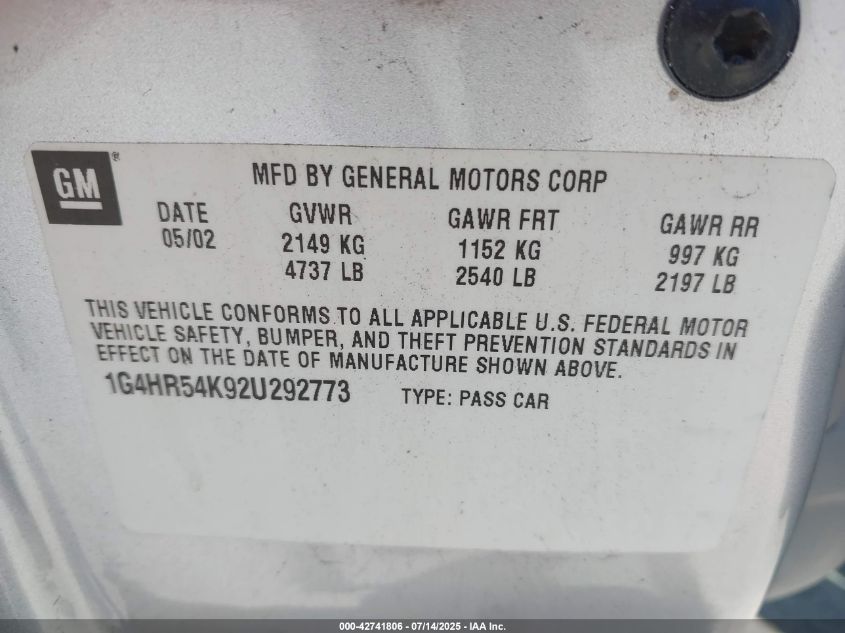 GM®
MFD BY GENERAL MOTORS CORP
DATE GVWR GAWR FRT GAWR RR
05/02 2149 KG 1152 KG 997 KG
4737 LB 2540 LB 2197 LB
THIS VEHICLE CONFORMS TO ALL APPLICABLE U.S. FEDERAL MOTOR
VEHICLE SAFETY, BUMPER, AND THEFT PREVENTION STANDARDS IN
EFFECT ON THE DATE OF MANUFACTURE SHOWN ABOVE.
1G4HR54K92U292773 TYPE: PASS CAR
000-42741806 - 07/14/2025 - IAA Inc.